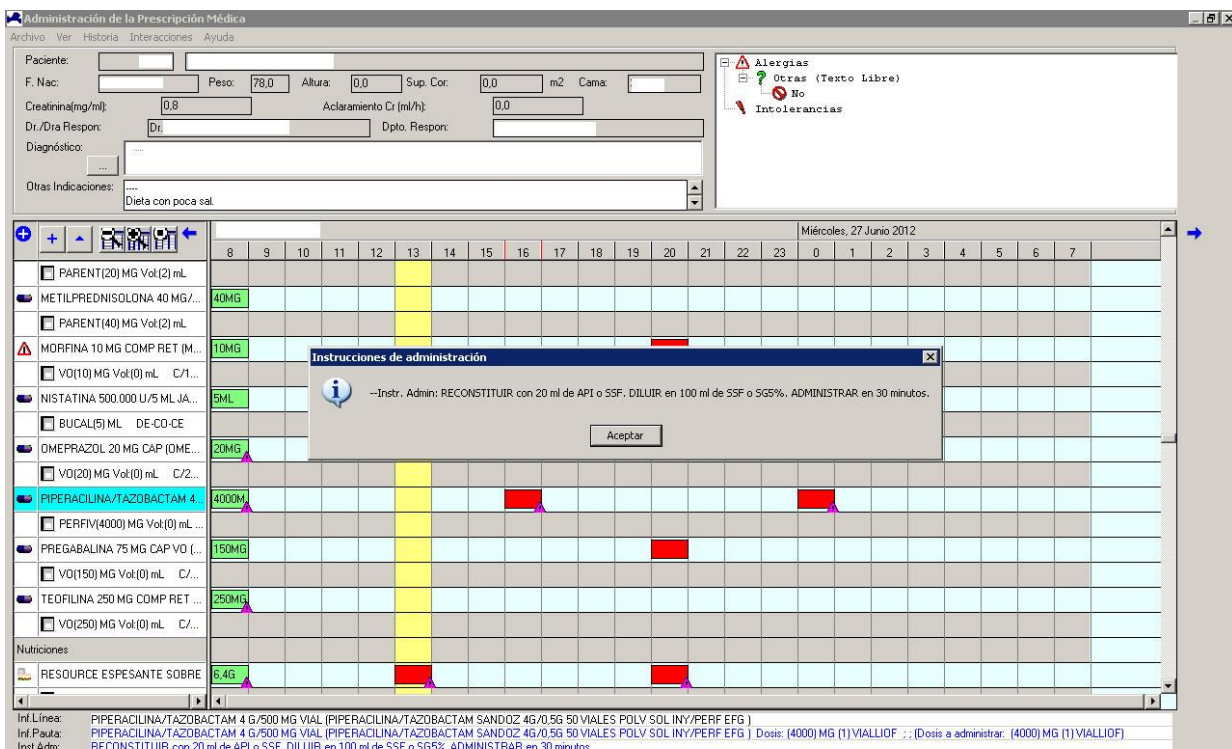 Administración de la Prescripción Médica
Archivo Ver Historia Interacciones Ayuda
Paciente:
F. Nac: Peso: 78,0 Altura: 0,0 Sup. Cor: 0,0 m2 Cama:
Creatinina(mg/ml): 0,8 Aclaramiento Cr (ml/h): 0,0
Dr./Dra Respon: Dr. Dpto. Respon:
Diagnóstico: ....
...
Otras Indicaciones: ....
Dieta con poca sal.
Alergias
Otras (Texto Libre)
No
Intolerancias
Miércoles, 27 Junio 2012
8 9 10 11 12 13 14 15 16 17 18 19 20 21 22 23 0 1 2 3 4 5 6 7
PARENT(20) MG Vol:(2) mL
METILPREDNISOLONA 40 MG/... 40MG
PARENT(40) MG Vol:(2) mL
MORFINA 10 MG COMP RET (M... 10MG
VO(10) MG Vol:(0) mL C/1...
NISTATINA 500.000 U/5 ML JA... 5ML
BUCAL(5) ML DE-CO-CE
OMEPRAZOL 20 MG CAP (OME... 20MG
VO(20) MG Vol:(0) mL C/2...
PIPERACILINA/TAZOBACTAM 4... 4000M
PERFIV(4000) MG Vol:(0) mL ...
PREGABALINA 75 MG CAP VO (... 150MG
VO(150) MG Vol:(0) mL C/...
TEOFILINA 250 MG COMP RET ... 250MG
VO(250) MG Vol:(0) mL C/...
Nutriciones
RESOURCE ESPESANTE SOBRE 6,4G
Instrucciones de administración
--Instr. Admin: RECONSTITUIR con 20 ml de API o SSF. DILUIR en 100 ml de SSF o SG5%. ADMINISTRAR en 30 minutos.
Aceptar
Inf.Línea: PIPERACILINA/TAZOBACTAM 4 G/500 MG VIAL (PIPERACILINA/TAZOBACTAM SANDOZ 4G/0,5G 50 VIALES POLV SOL INY/PERF EFG )
Inf.Pauta: PIPERACILINA/TAZOBACTAM 4 G/500 MG VIAL (PIPERACILINA/TAZOBACTAM SANDOZ 4G/0,5G 50 VIALES POLV SOL INY/PERF EFG ) Dosis: (4000) MG (1) VIALLIOF ; ; (Dosis a administrar: (4000) MG (1) VIALLIOF)
Inst.Adm: RECONSTITUIR con 20 ml de API o SSF. DILUIR en 100 ml de SSF o SG5%. ADMINISTRAR en 30 minutos.